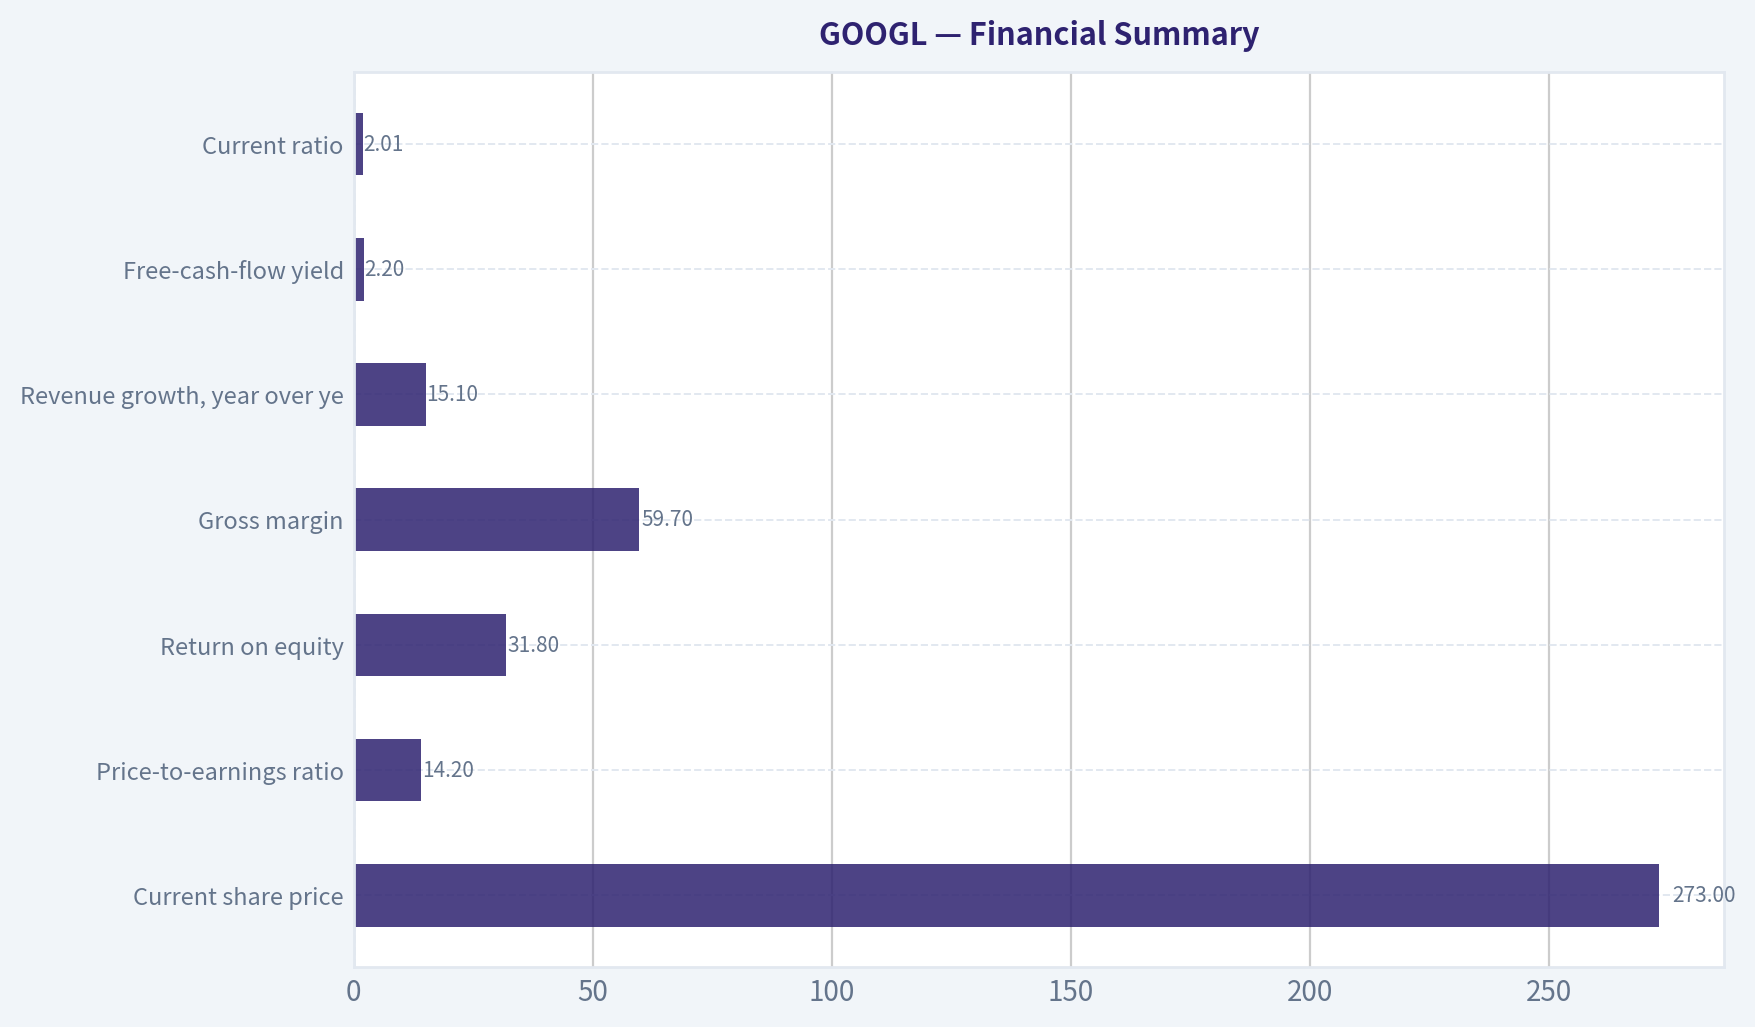 GOOGL — Financial Summary
Current ratio
2.01
Free-cash-flow yield
2.20
Revenue growth, year over ye
15.10
Gross margin
59.70
Return on equity
31.80
Price-to-earnings ratio
14.20
Current share price
273.00
0
50
100
150
200
250